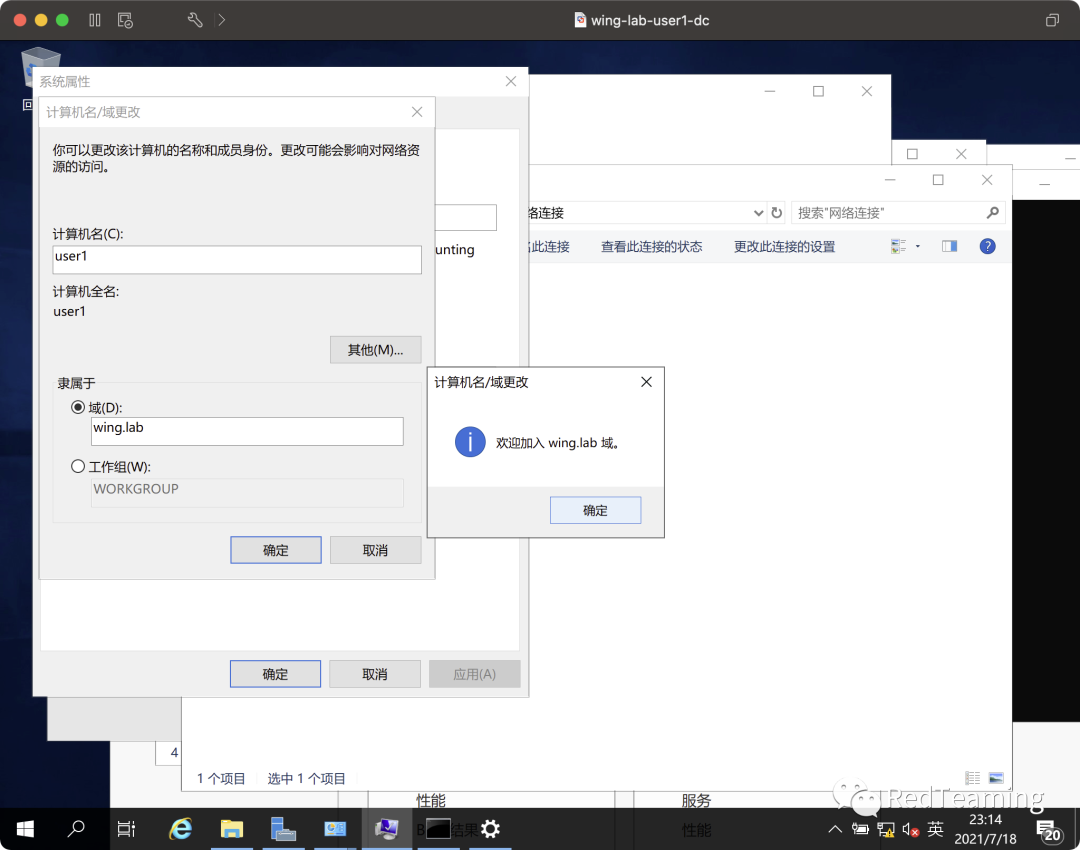 wing-lab-user1-dc
系统属性
计算机名/域更改
你可以更改该计算机的名称和成员身份。更改可能会影响对网络资
源的访问。
计算机名(C):
user1
unting
计算机全名:
user1
其他(M)...
隶属于
域(D):
wing.lab
工作组(W):
WORKGROUP
确定
取消
确定
取消
应用(A)
计算机名/域更改
欢迎加入 wing.lab 域。
确定
络连接
搜索"网络连接"
此连接
查看此连接的状态
更改此连接的设置
4
1 个项目
选中 1 个项目
性能
服务
结果
性能
RedTeaming
英
23:14
2021/7/18
20